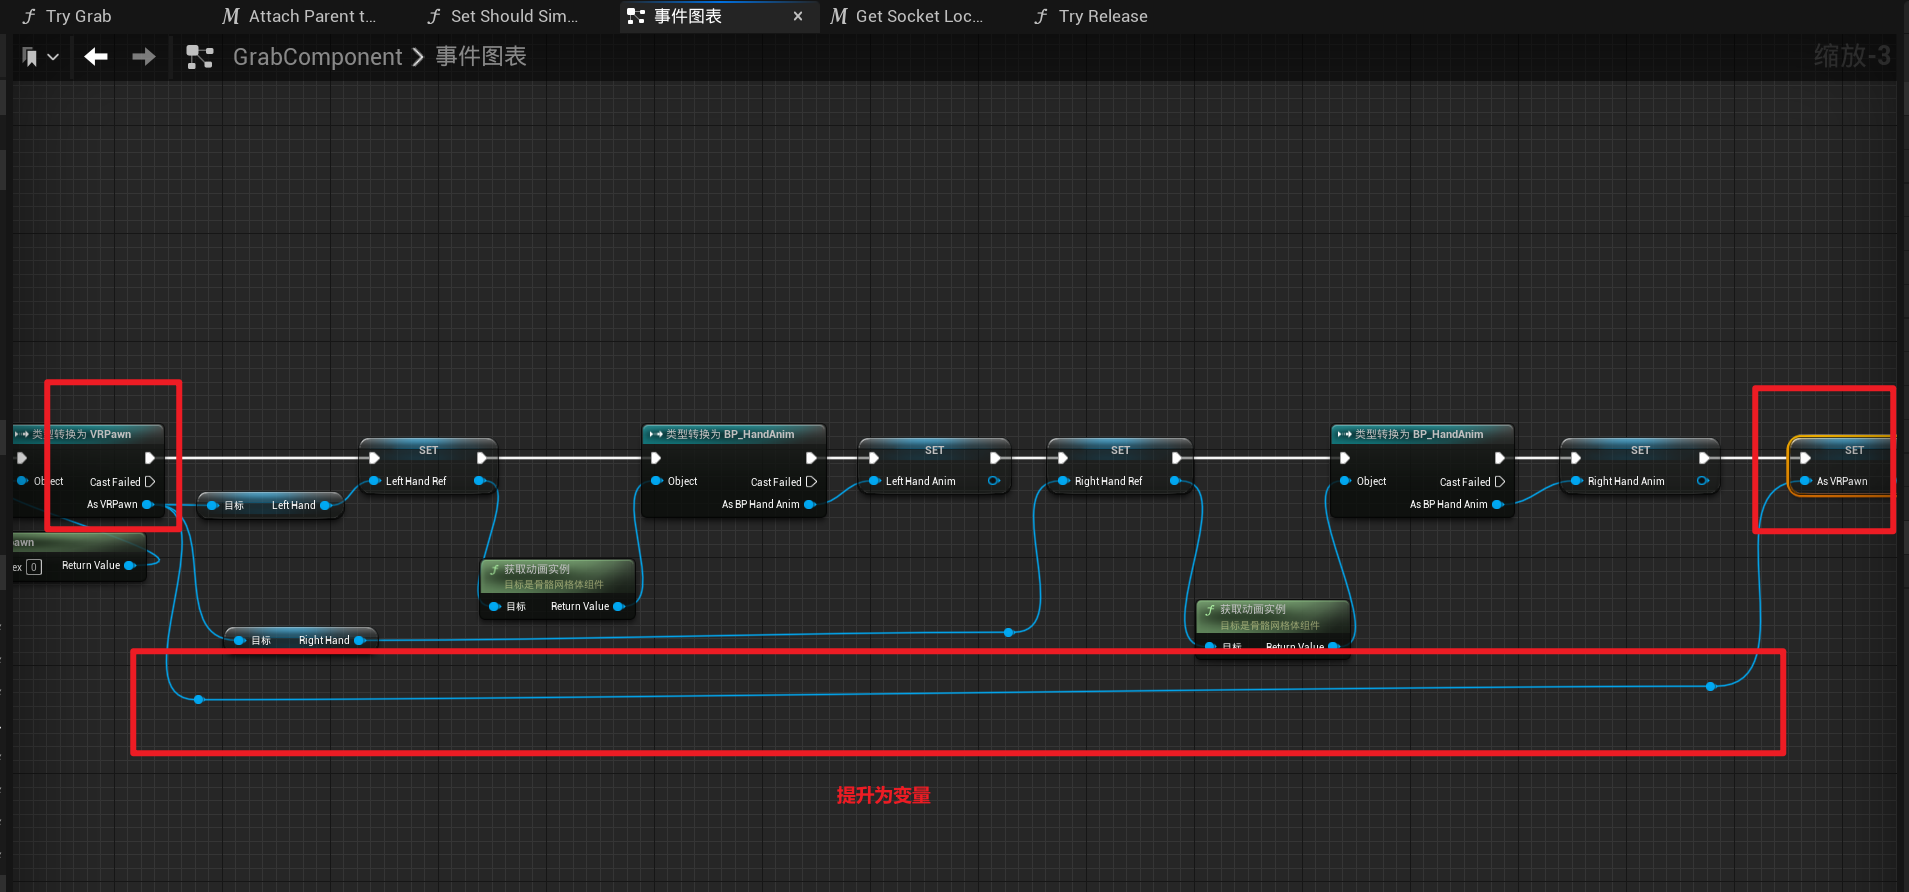 Try Grab
Attach Parent t...
Set Should Sim...
事件图表
Get Socket Loc...
Try Release
GrabComponent
事件图表
缩放-3
类型转换为 VRPawn
Object
Cast Failed
As VRPawn
awn
ex 0
Return Value
目标
Left Hand
SET
Left Hand Ref
获取动画实例
目标是骨骼网格体组件
目标
Return Value
目标
Right Hand
类型转换为 BP_HandAnim
Object
Cast Failed
As BP Hand Anim
SET
Left Hand Anim
SET
Right Hand Ref
获取动画实例
目标是骨骼网格体组件
目标
Return Value
类型转换为 BP_HandAnim
Object
Cast Failed
As BP Hand Anim
SET
Right Hand Anim
SET
As VRPawn
提升为变量